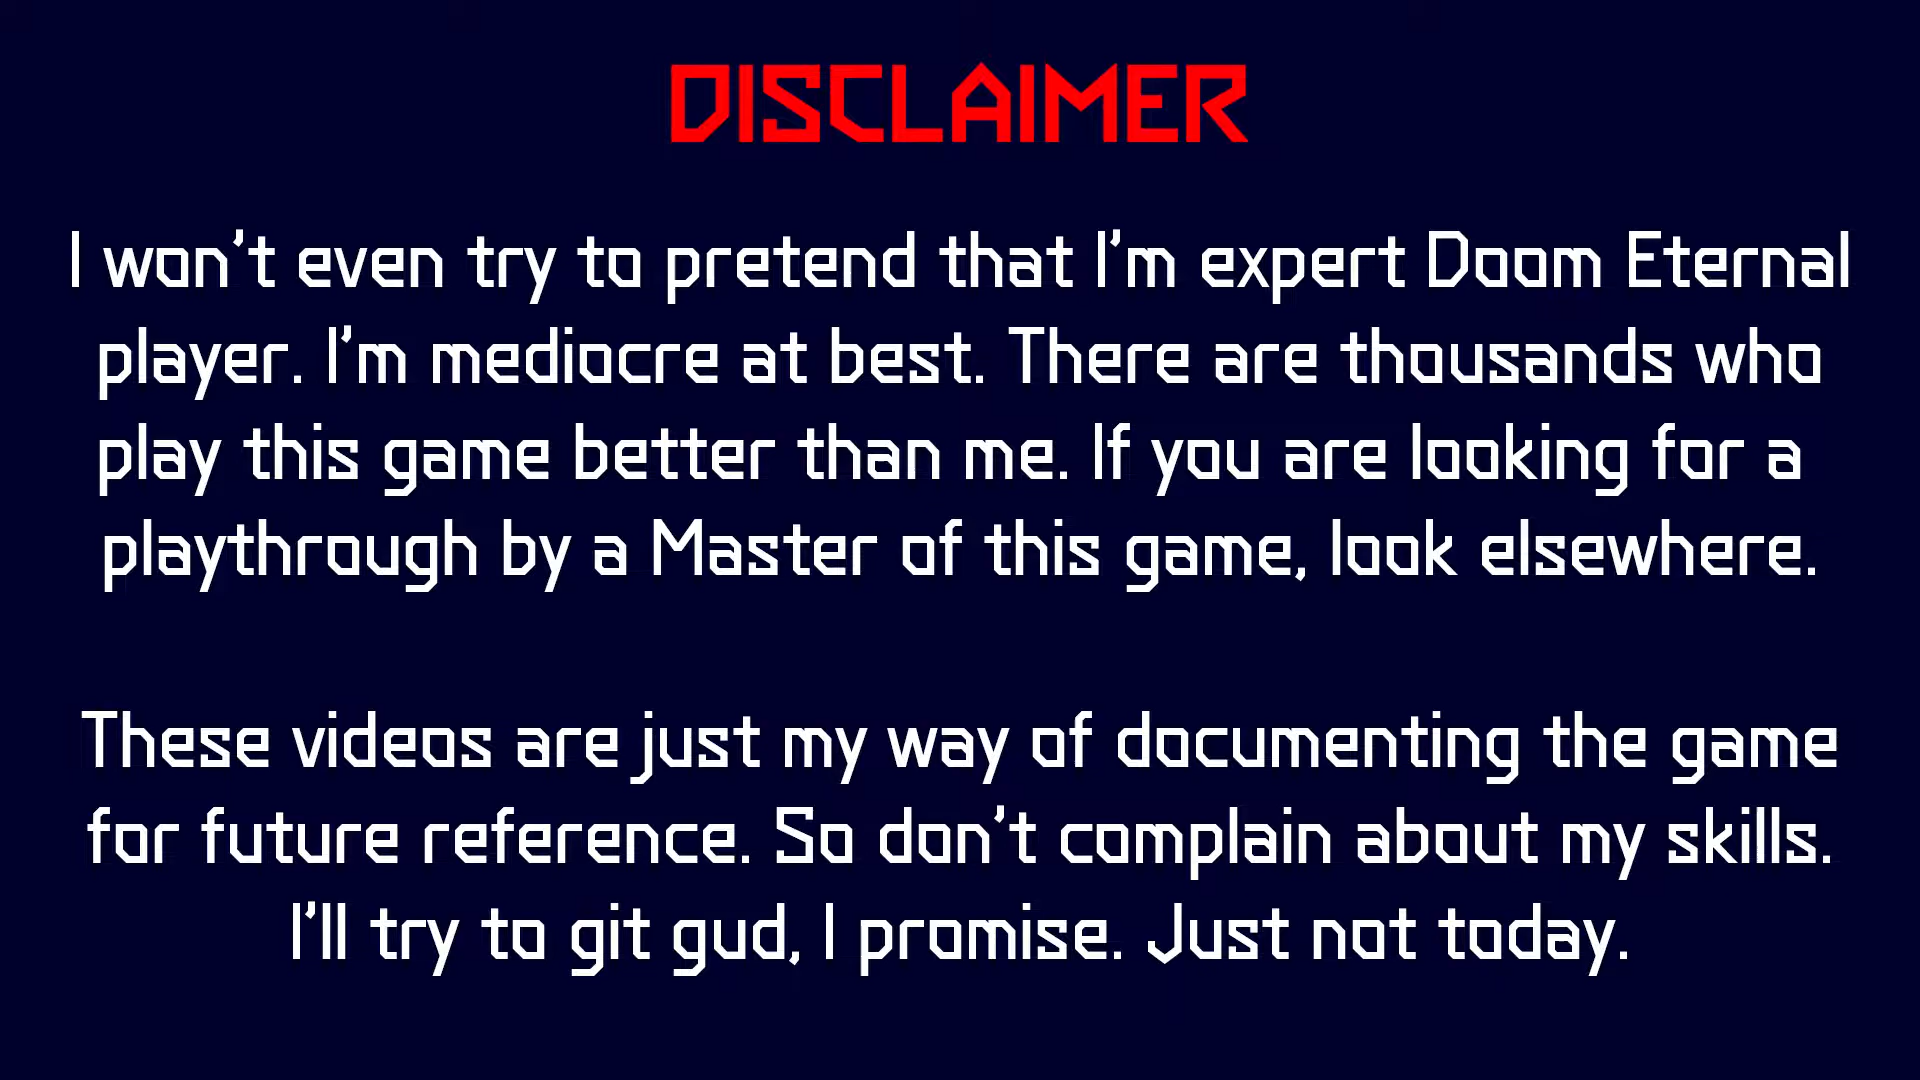 DISCLAIMER
I won't even try to pretend that I'm expert Doom Eternal
player. I'm mediocre at best. There are thousands who
play this game better than me. If you are looking for a
playthrough by a Master of this game, look elsewhere.
These videos are just my way of documenting the game
for future reference. So don't complain about my skills.
I'll try to git gud, I promise. Just not today.